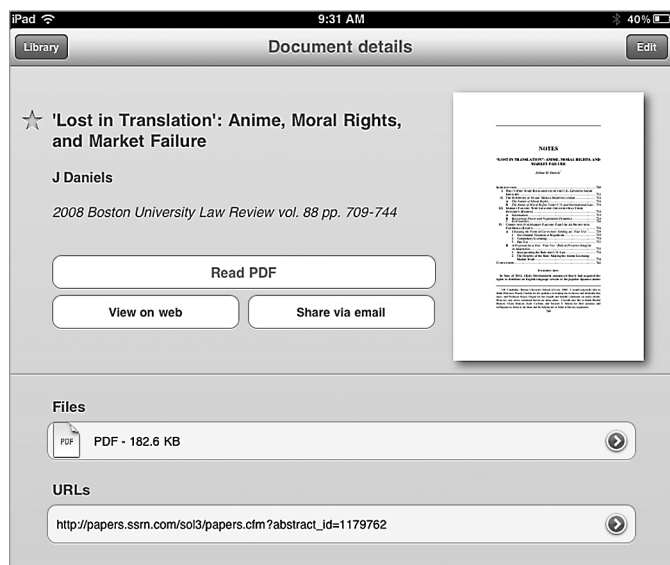 iPad 9:31 AM 40%
Library Document details Edit
'Lost in Translation': Anime, Moral Rights,
and Market Failure
J Daniels
2008 Boston University Law Review vol. 88 pp. 709-744
Read PDF
View on web Share via email
NOTES
"LOST IN TRANSLATION": ANIME, MORAL RIGHTS, AND
MARKET FAILURE
Files
PDF PDF - 182.6 KB
URLs
http://papers.ssrn.com/sol3/papers.cfm?abstract_id=1179762